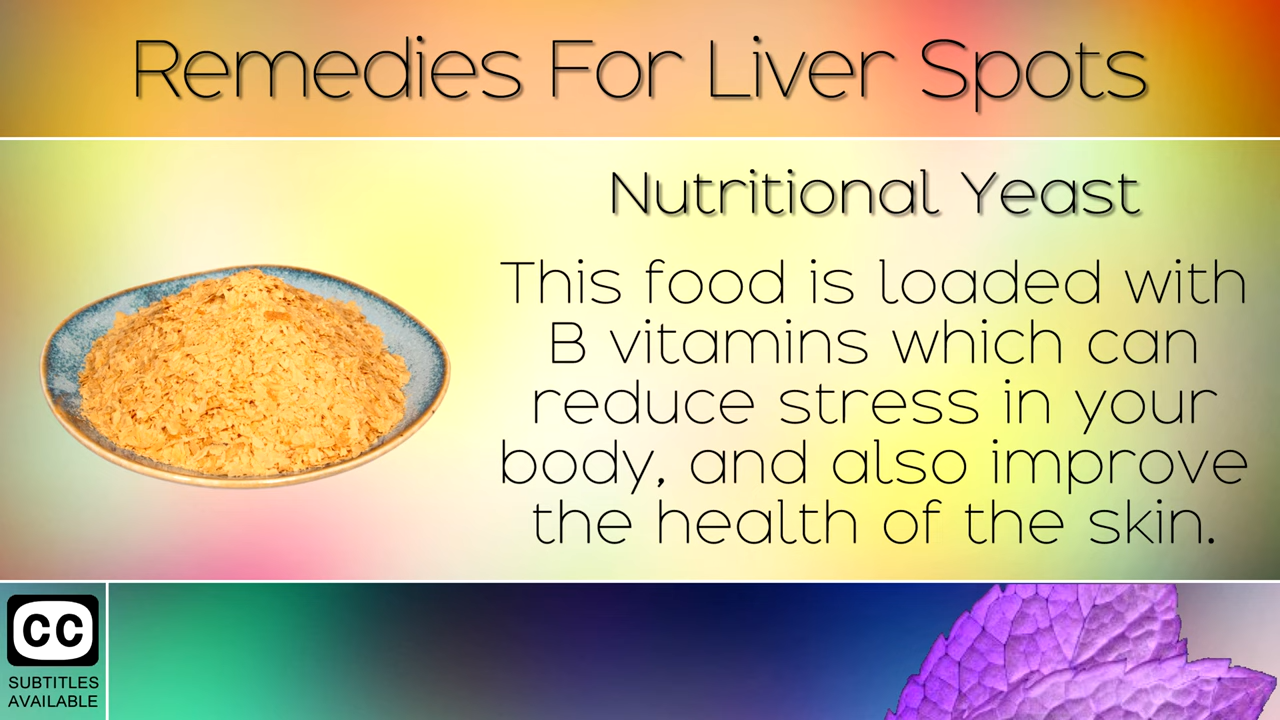 Remedies For Liver Spots
Nutritional Yeast
This food is loaded with
B vitamins which can
reduce stress in your
body, and also improve
the health of the skin.
CC
SUBTITLES
AVAILABLE